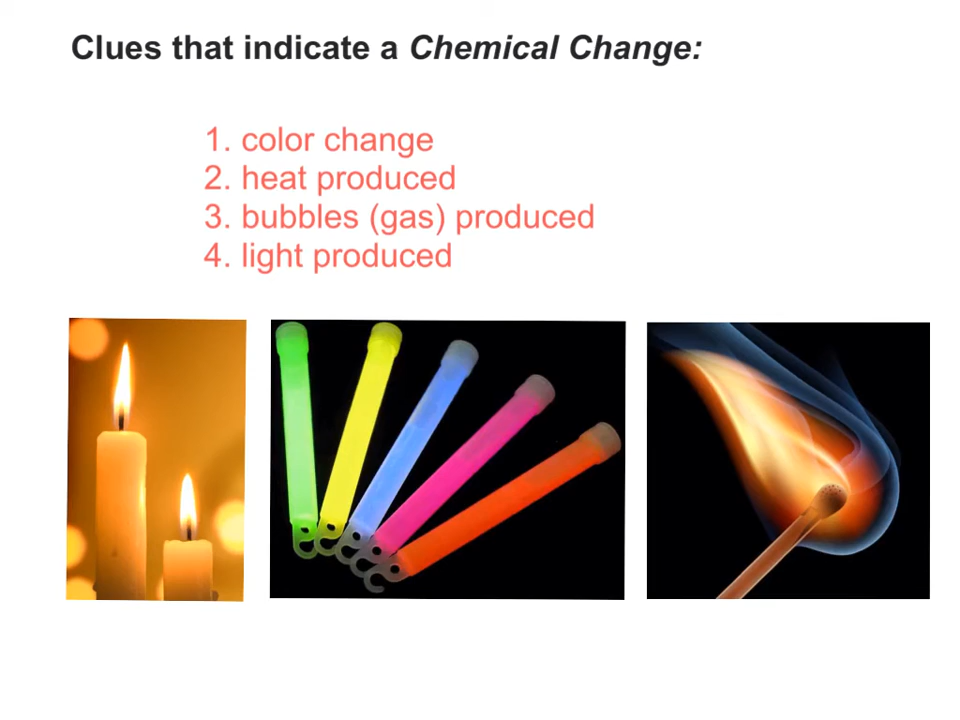 Clues that indicate a Chemical Change:
1. color change
2. heat produced
3. bubbles (gas) produced
4. light produced